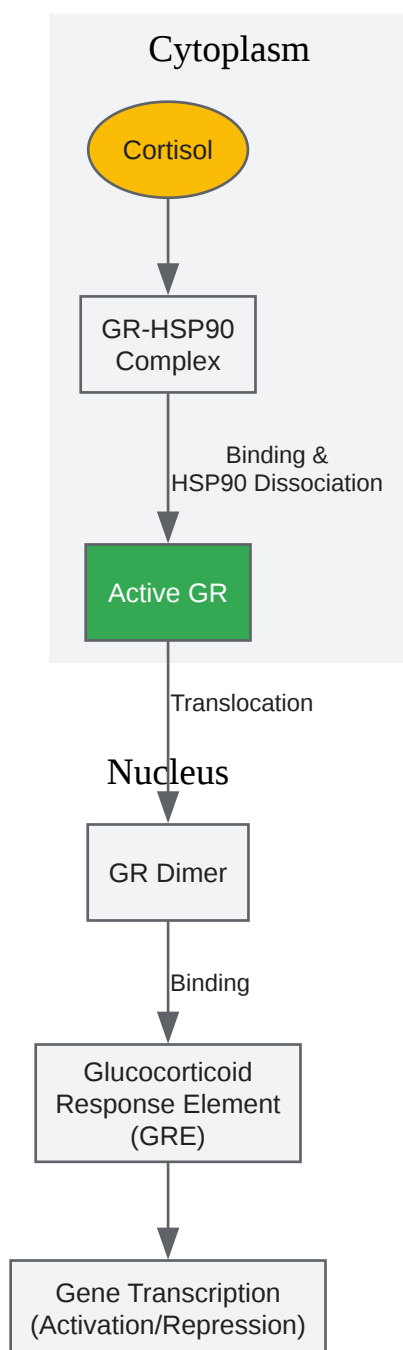 Cytoplasm
Cortisol
GR-HSP90
Complex
Binding &
HSP90 Dissociation
Active GR
Translocation
Nucleus
GR Dimer
Binding
Glucocorticoid
Response Element
(GRE)
Gene Transcription
(Activation/Repression)